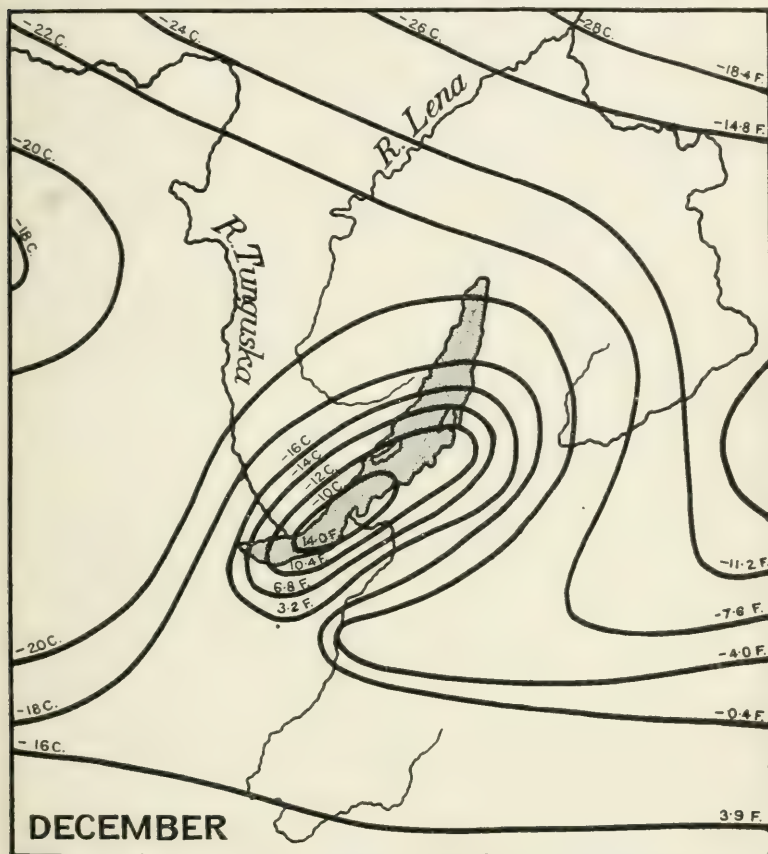 -22 C.
-24 C.
-26 C.
-28 C.
-18·4 F.
R. Lena
-14·8 F.
-20 C.
-18 C.
R. Tunguska
-16 C.
-14 C
-12 C.
-10 C.
14·0 F.
10·4 F.
6·8 F.
3·2 F.
-11·2 F.
-7·6 F.
-20 C.
-4·0 F.
-18 C.
-0·4 F.
-16 C.
3·9 F.
DECEMBER